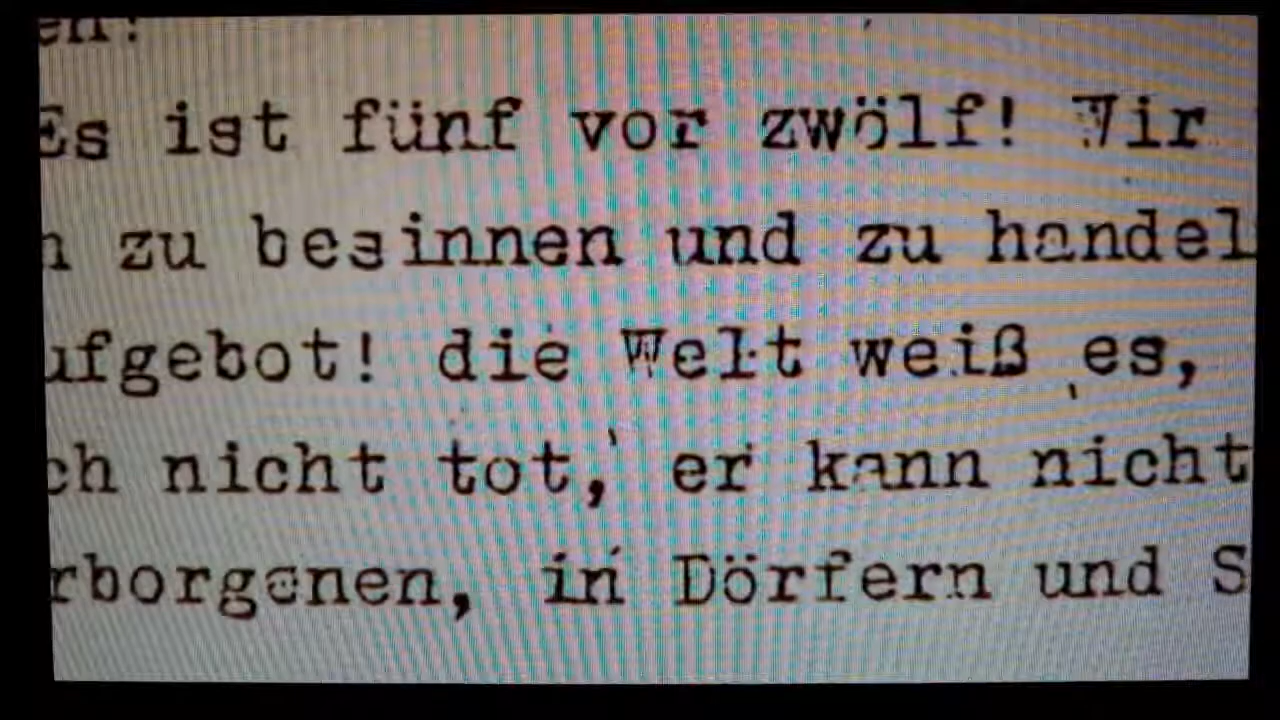 en!
Es ist fünf vor zwölf! Wir
n zu besinnen und zu handel
ufgebot! die Welt weiß es,
ch nicht tot, er kann nicht
rborgenen, in Dörfern und S